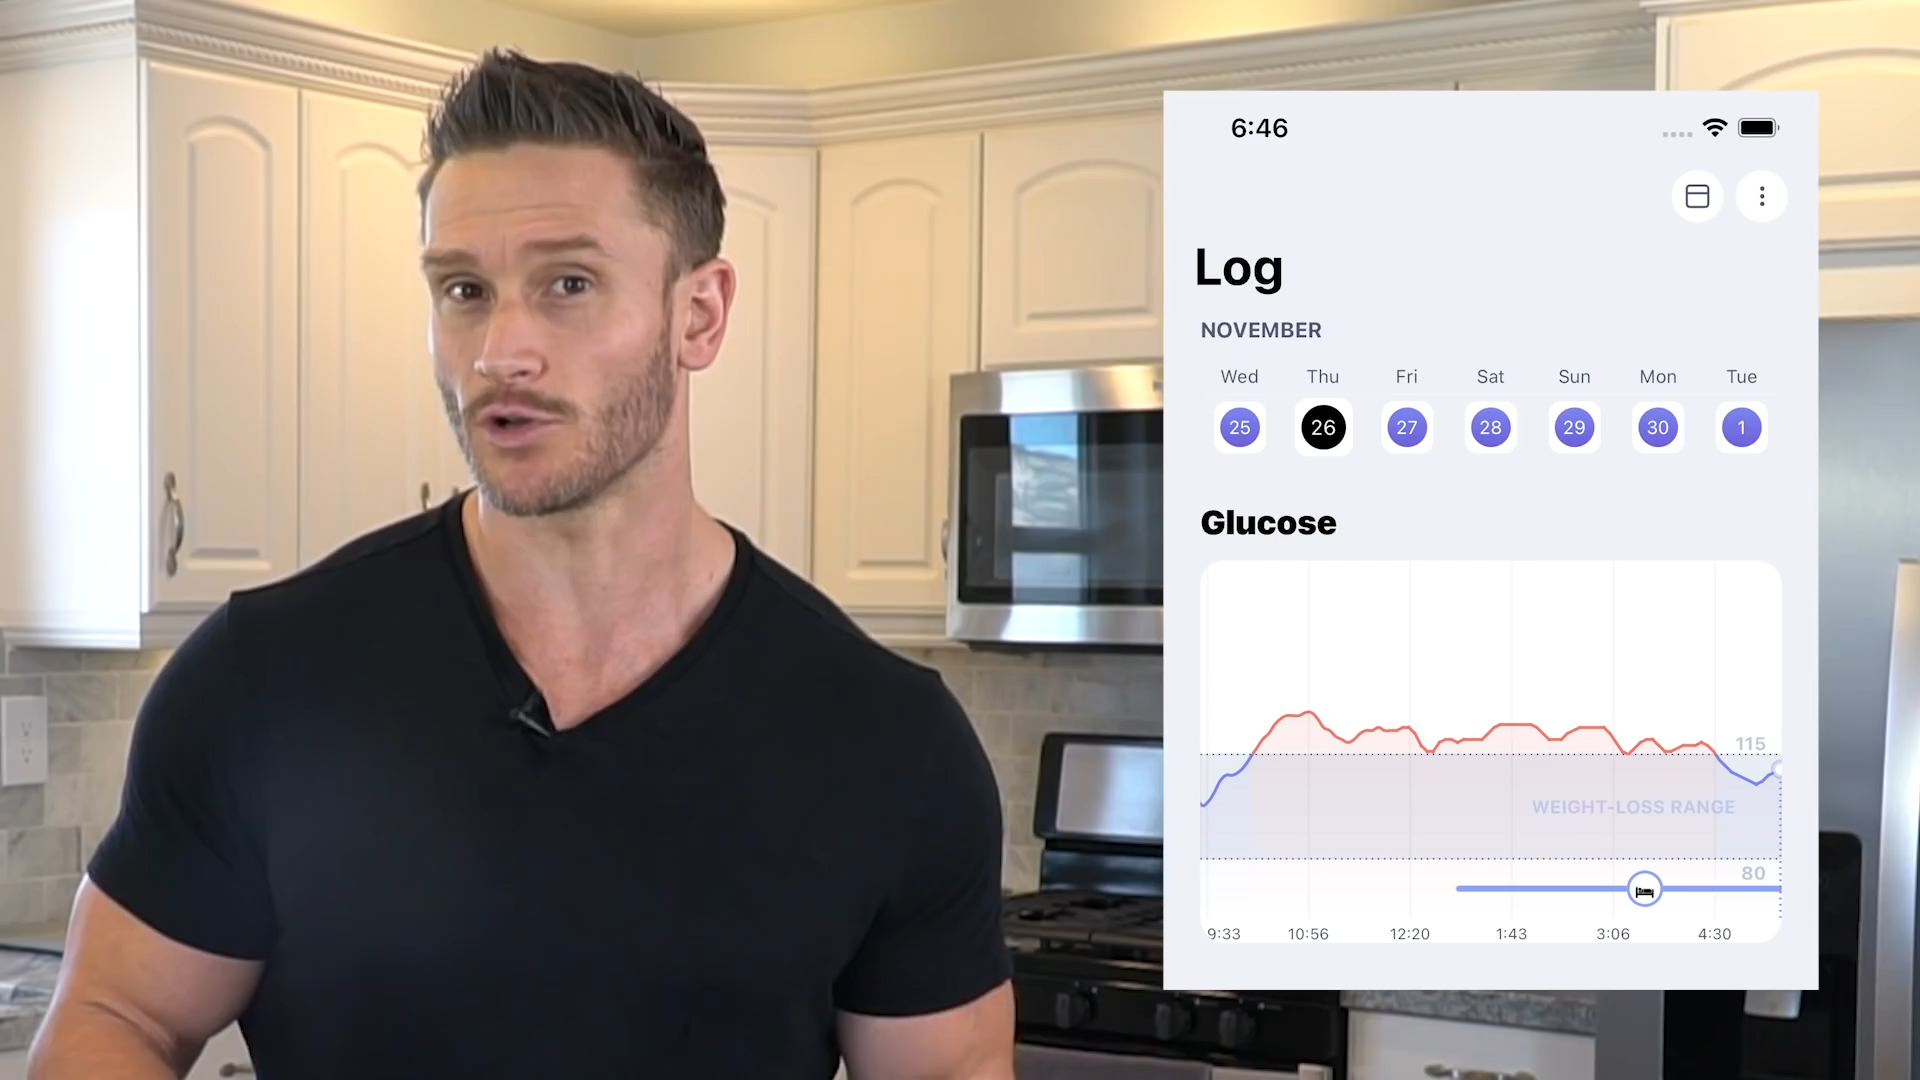 6:46
Log
NOVEMBER
Wed Thu Fri Sat Sun Mon Tue
25 26 27 28 29 30 1
Glucose
115
WEIGHT-LOSS RANGE
80
9:33 10:56 12:20 1:43 3:06 4:30